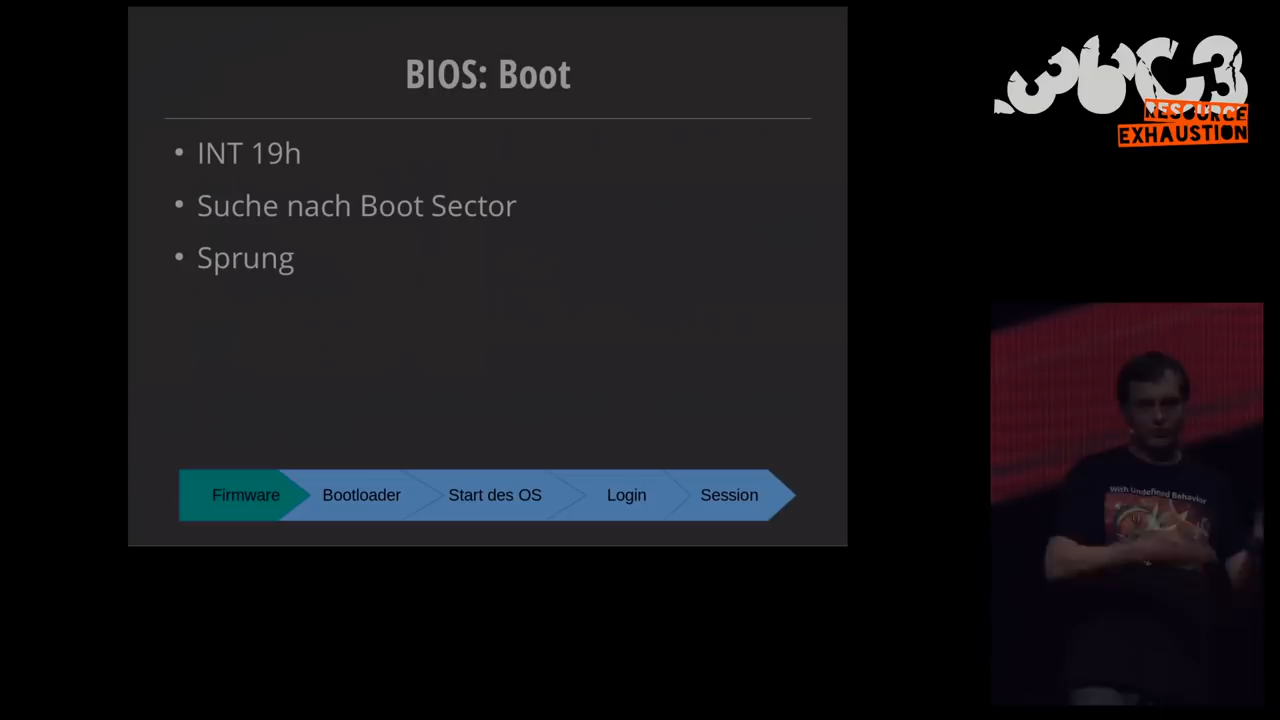 BIOS: Boot
• INT 19h
• Suche nach Boot Sector
• Sprung
Firmware
Bootloader
Start des OS
Login
Session
36C3
RESOURCE
EXHAUSTION
With Undefined Behavior